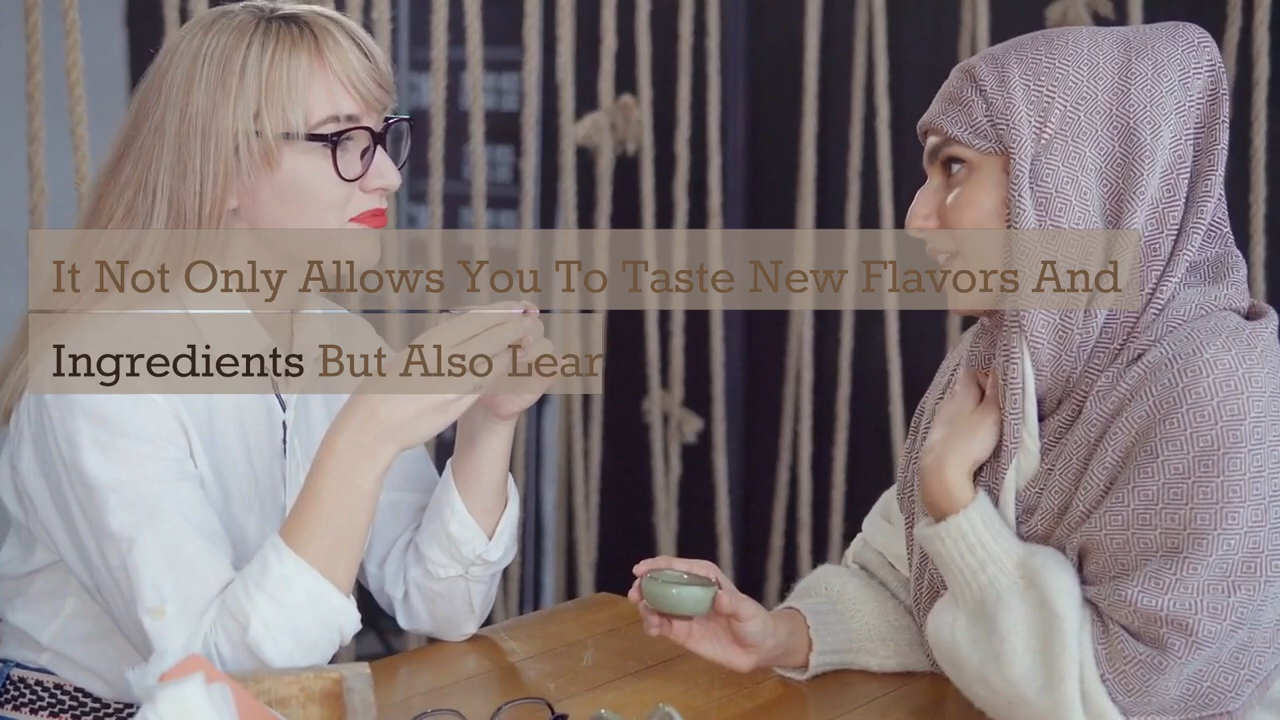 It Not Only Allows You To Taste New Flavors And
Ingredients But Also Lear